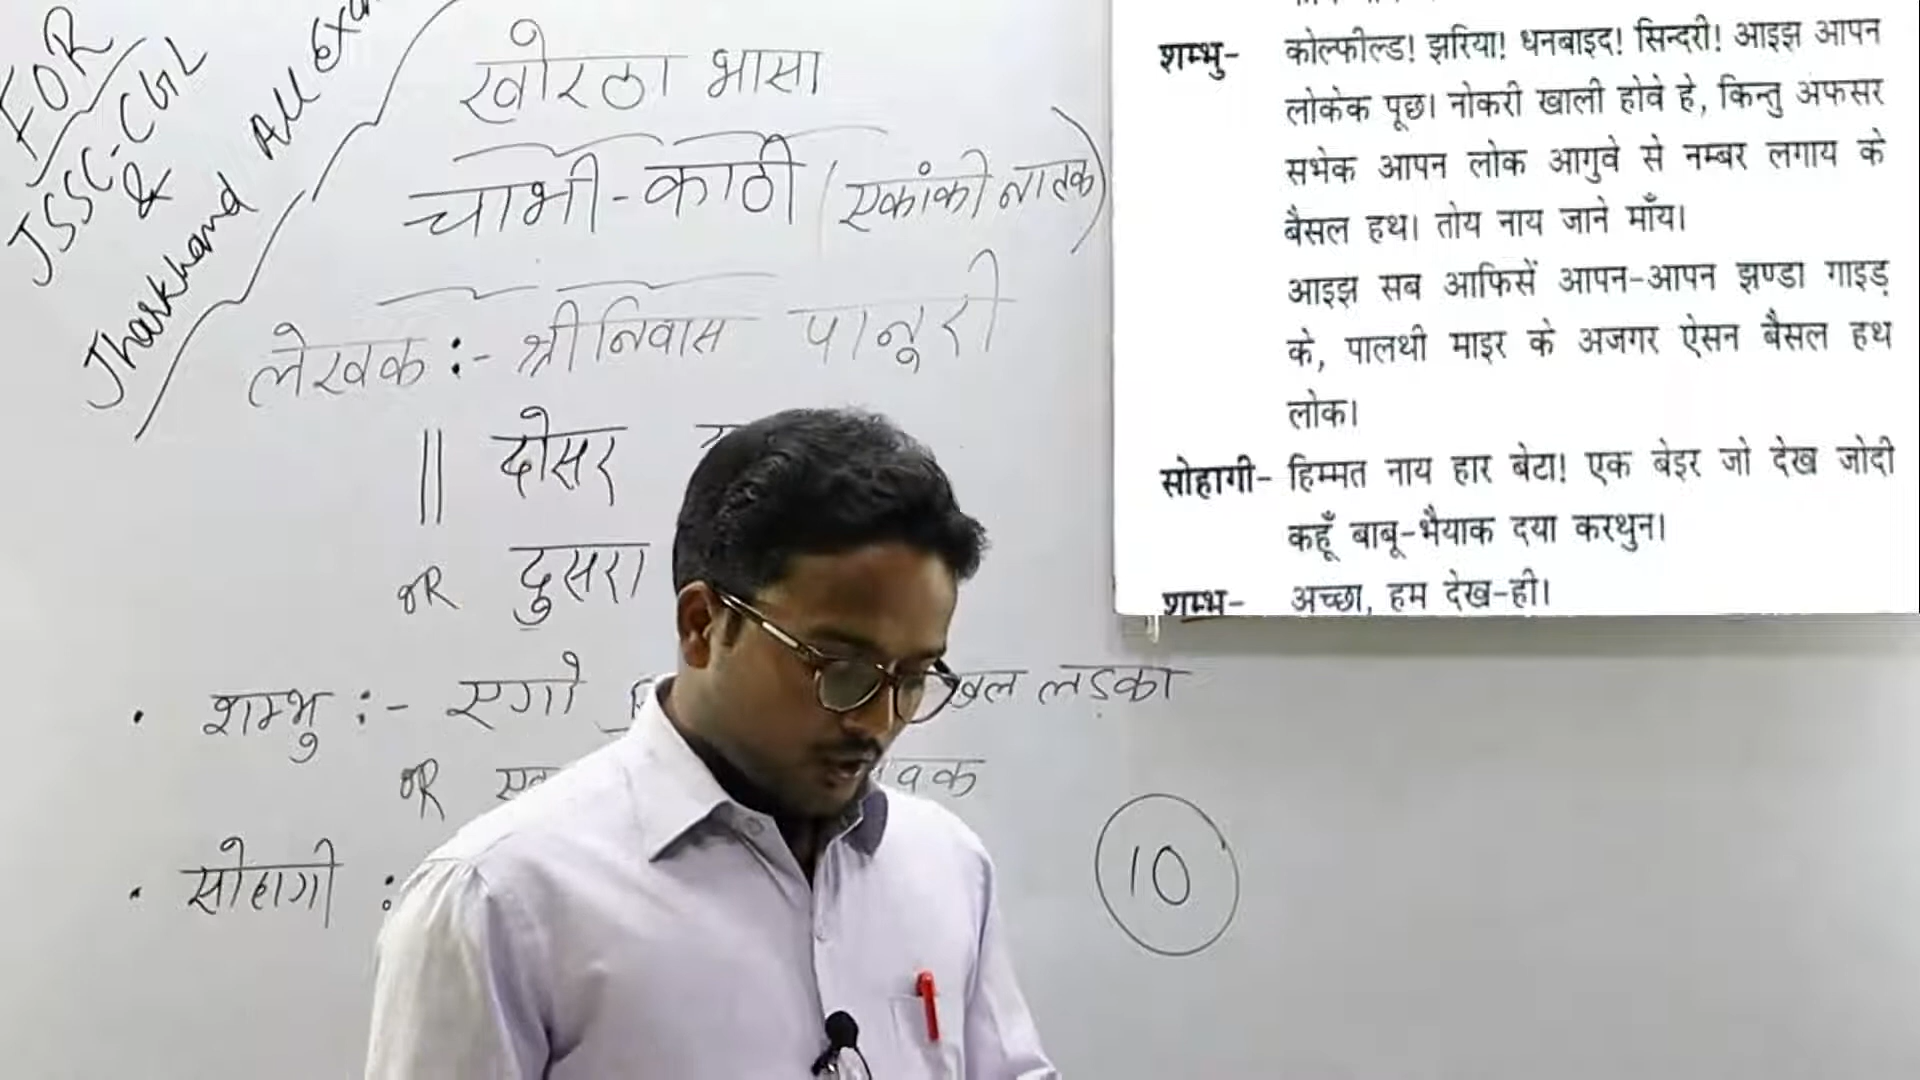 FOR
JSSC-CGL
&
Jharkhand All Exam
खोरठा भासा
चाभी-काठी (एकांकी नाटक)
लेखक :- श्रीनिवास पानूरी
|| दोसर
OR दुसरा
• शम्भु :- एगो लड़का
OR
• सोहागी :
10
शम्भु- कोल्फील्ड! झरिया! धनबाइद! सिन्दरी! आइझ आपन
लोकेक पूछ। नोकरी खाली होवे हे, किन्तु अफसर
सभेक आपन लोक आगुवे से नम्बर लगाय के
बैसल हथ। तोय नाय जाने माँय।
आइझ सब आफिसें आपन-आपन झण्डा गाइड़
के, पालथी माइर के अजगर ऐसन बैसल हथ
लोक।
सोहागी- हिम्मत नाय हार बेटा! एक बेइर जो देख जोदी
कहूँ बाबू-भैयाक दया करथुन।
शम्भु- अच्छा, हम देख-ही।